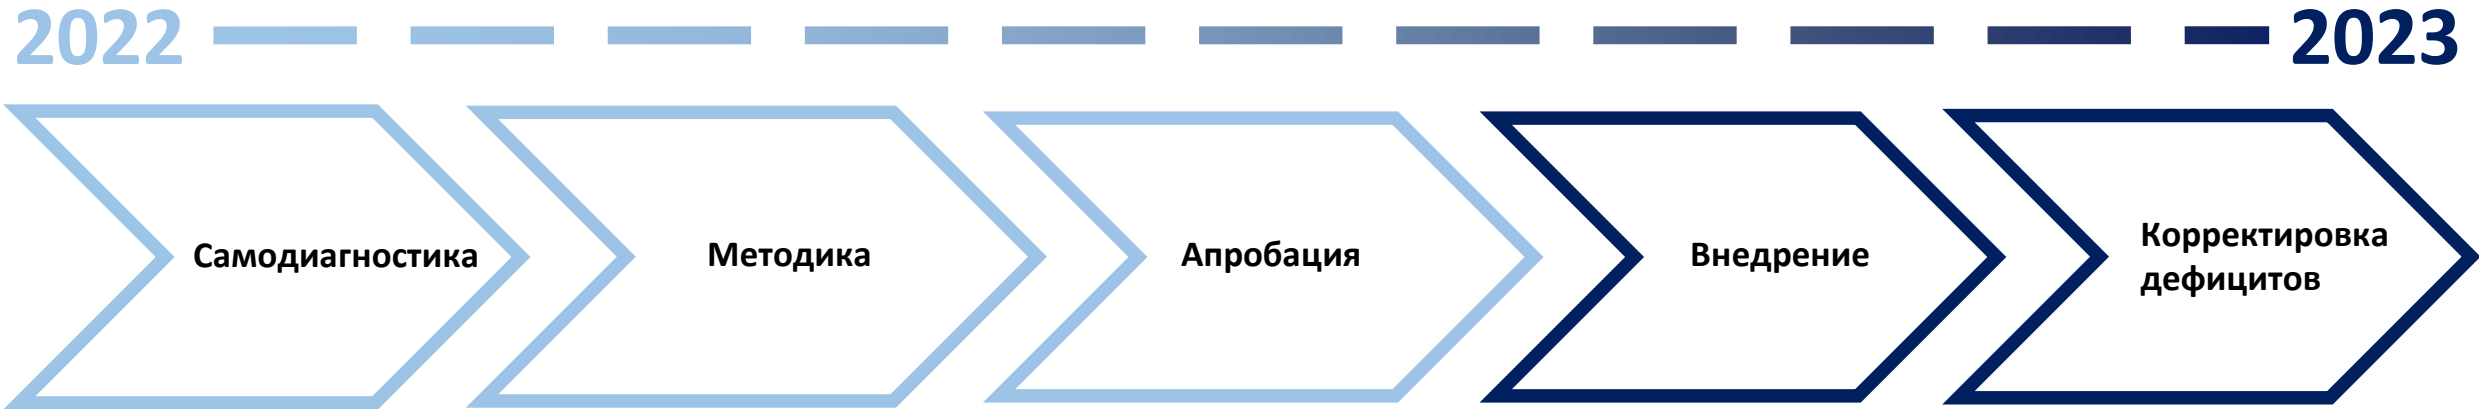 2022
2023
Самодиагностика
Методика
Апробация
Внедрение
Корректировка
дефицитов